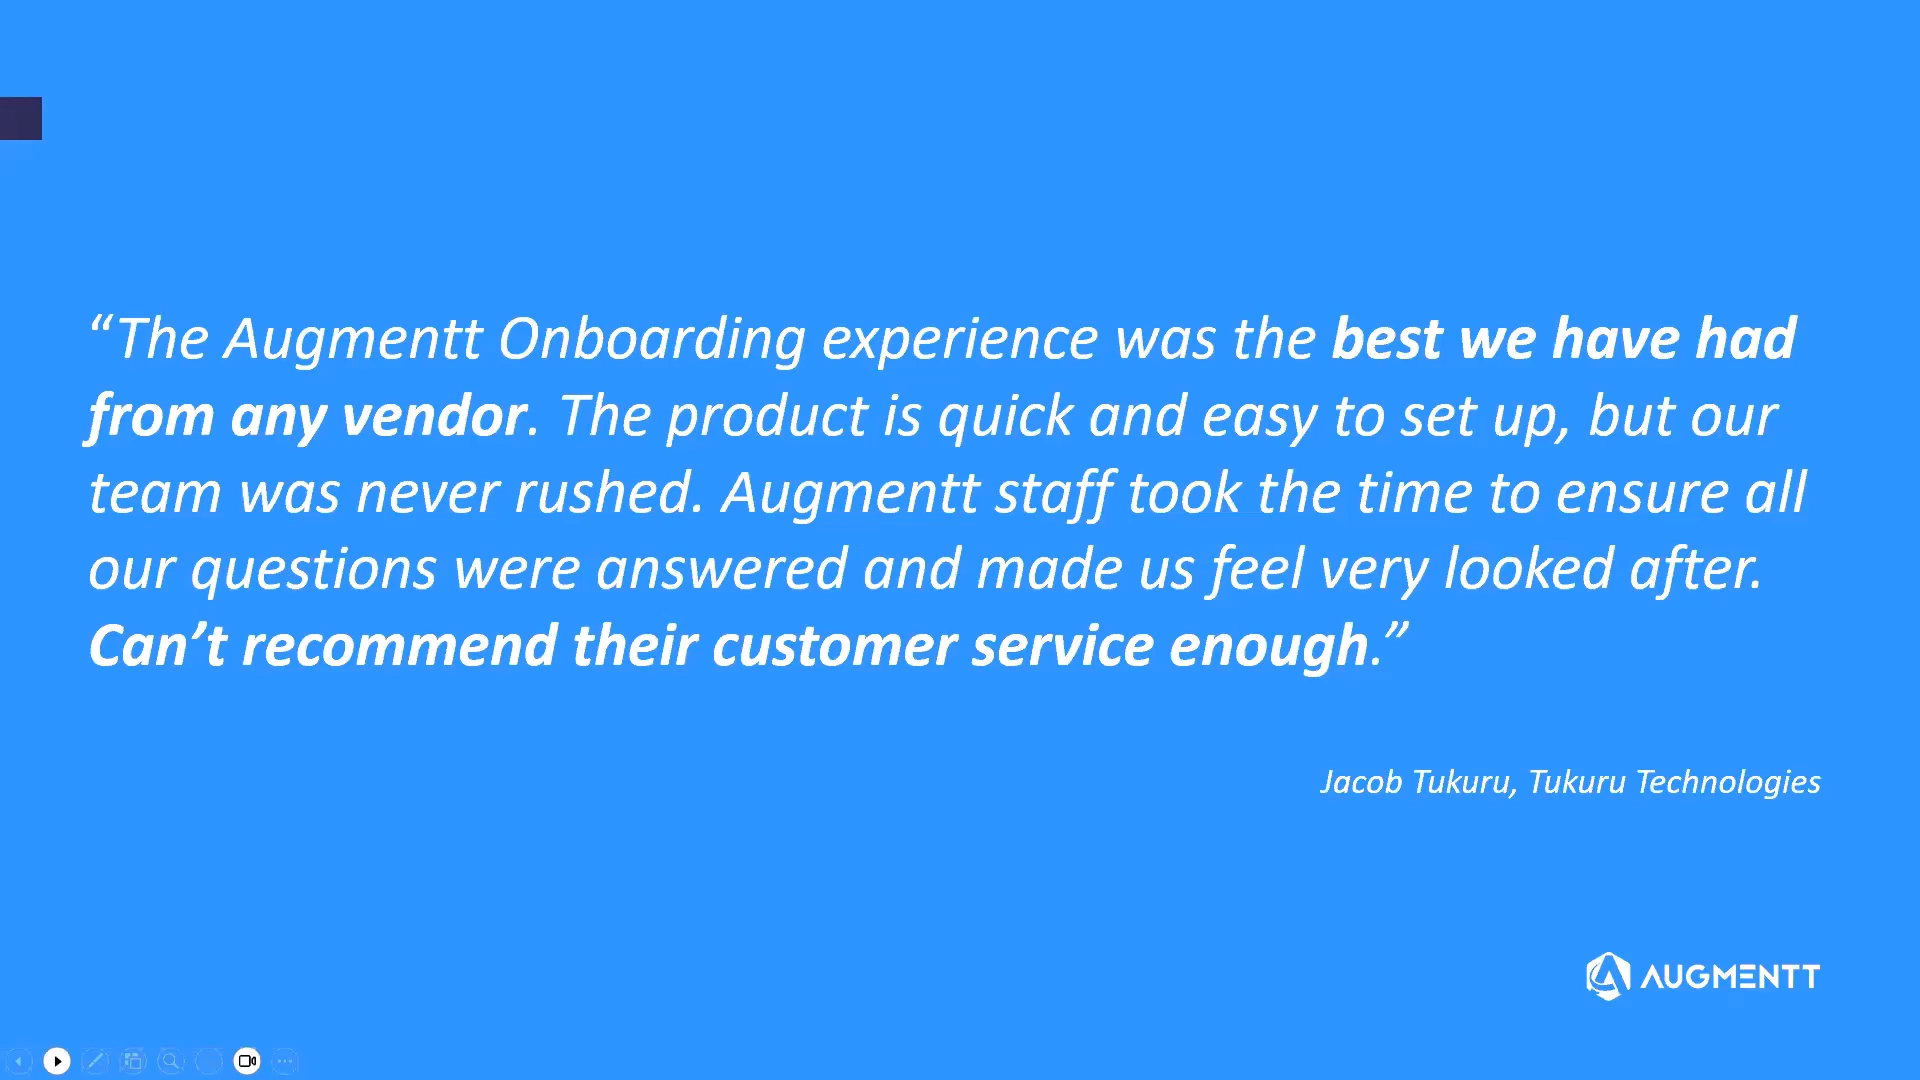 “The Augmentt Onboarding experience was the best we have had
from any vendor. The product is quick and easy to set up, but our
team was never rushed. Augmentt staff took the time to ensure all
our questions were answered and made us feel very looked after.
Can’t recommend their customer service enough.”
Jacob Tukuru, Tukuru Technologies
AUGMENTT